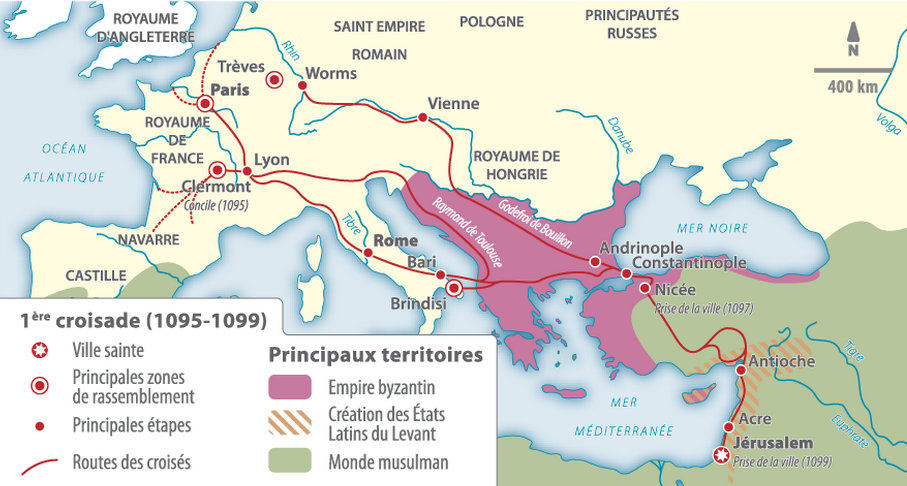 ROYAUME
D'ANGLETERRE
SAINT EMPIRE
ROMAIN
POLOGNE
PRINCIPAUTÉS
RUSSES
N
400 km
Volga
Rhin
Trèves
Worms
Paris
Vienne
Danube
ROYAUME
DE
FRANCE
OCÉAN
ATLANTIQUE
Lyon
Clermont
Concile (1095)
ROYAUME DE
HONGRIE
Raymond de Toulouse
Godefroi de Bouillon
MER NOIRE
NAVARRE
CASTILLE
Tibre
Rome
Bari
Brindisi
Andrinople
Constantinople
Nicée
Prise de la ville (1097)
Antioche
Tigre
Euphrate
MER
MÉDITERRANÉE
Acre
Jérusalem
Prise de la ville (1099)
1ère croisade (1095-1099)
Ville sainte
Principales zones
de rassemblement
Principales étapes
Routes des croisés
Principaux territoires
Empire byzantin
Création des États
Latins du Levant
Monde musulman